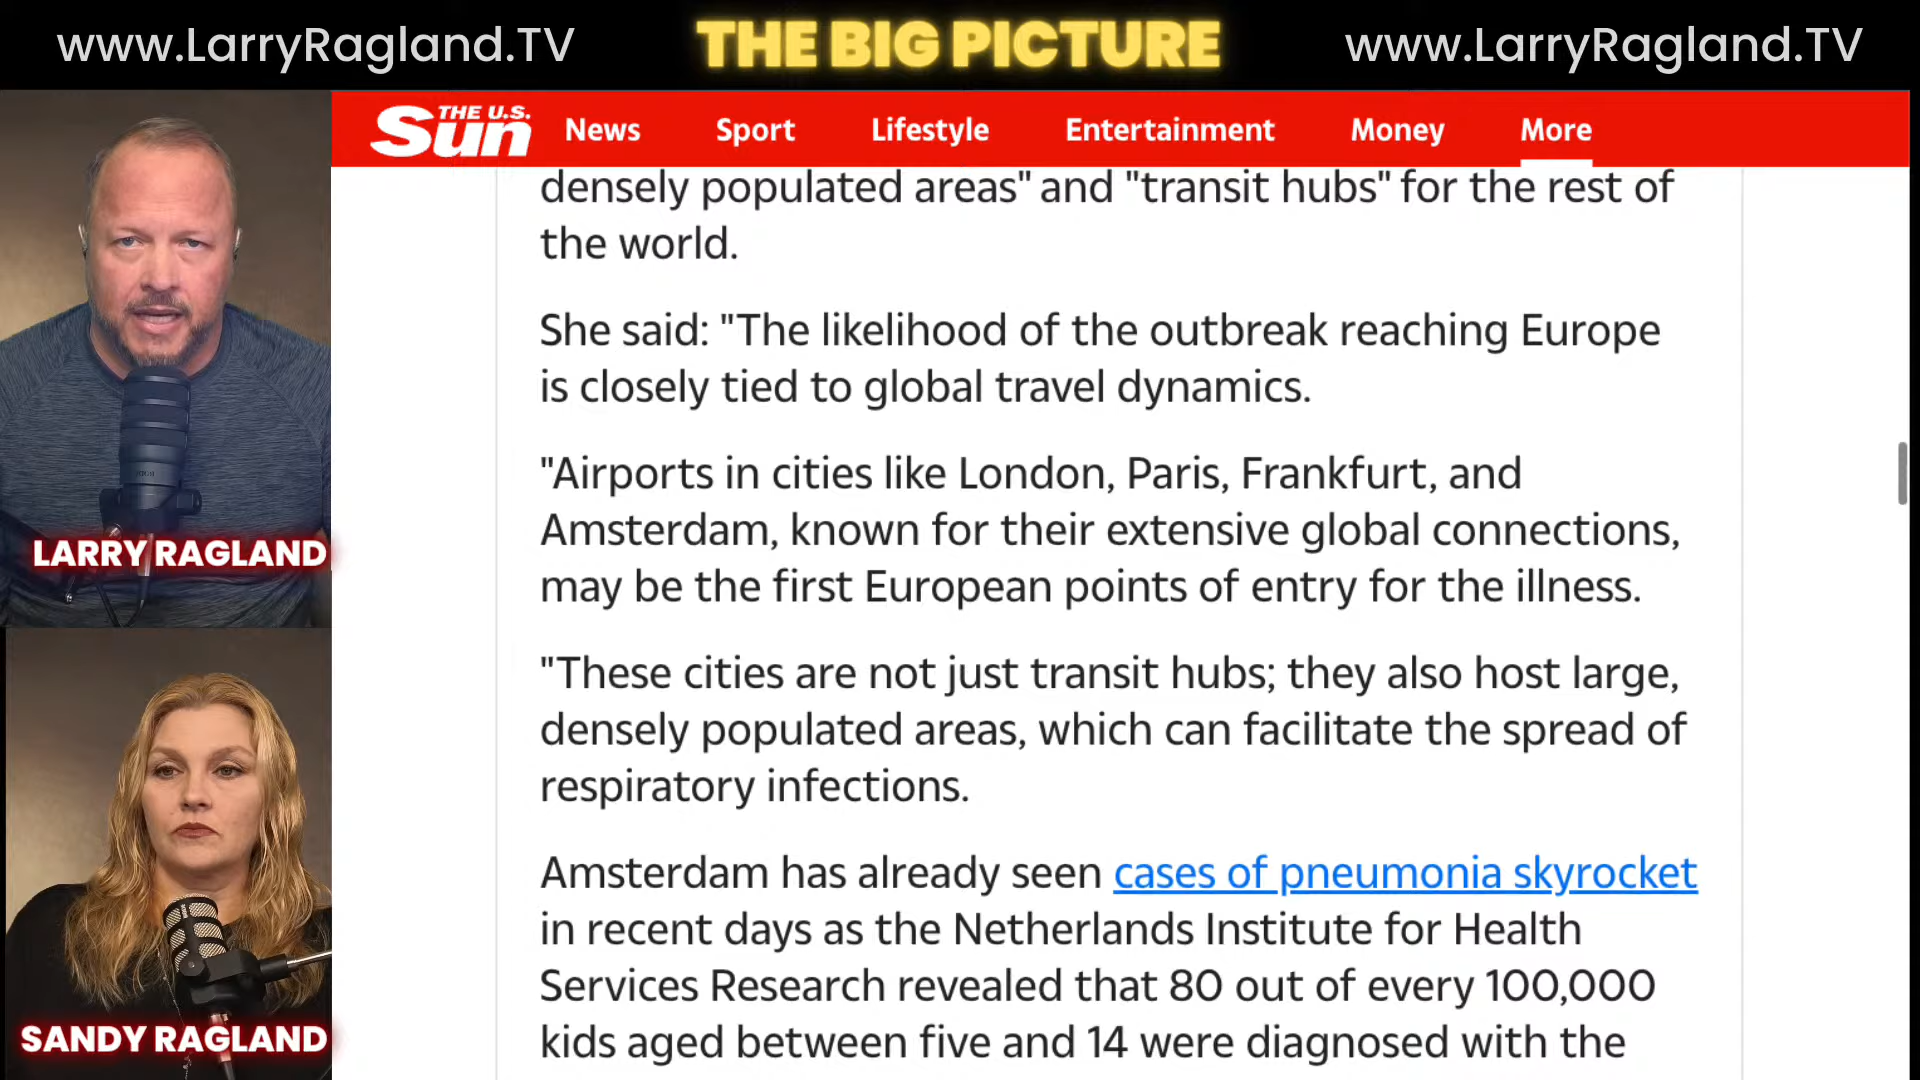 www.LarryRagland.TV
THE BIG PICTURE
www.LarryRagland.TV
THE U.S.
Sun
News
Sport
Lifestyle
Entertainment
Money
More
densely populated areas" and "transit hubs" for the rest of
the world.
She said: "The likelihood of the outbreak reaching Europe
is closely tied to global travel dynamics.
"Airports in cities like London, Paris, Frankfurt, and
Amsterdam, known for their extensive global connections,
may be the first European points of entry for the illness.
"These cities are not just transit hubs; they also host large,
densely populated areas, which can facilitate the spread of
respiratory infections.
Amsterdam has already seen cases of pneumonia skyrocket
in recent days as the Netherlands Institute for Health
Services Research revealed that 80 out of every 100,000
kids aged between five and 14 were diagnosed with the
LARRY RAGLAND
SANDY RAGLAND